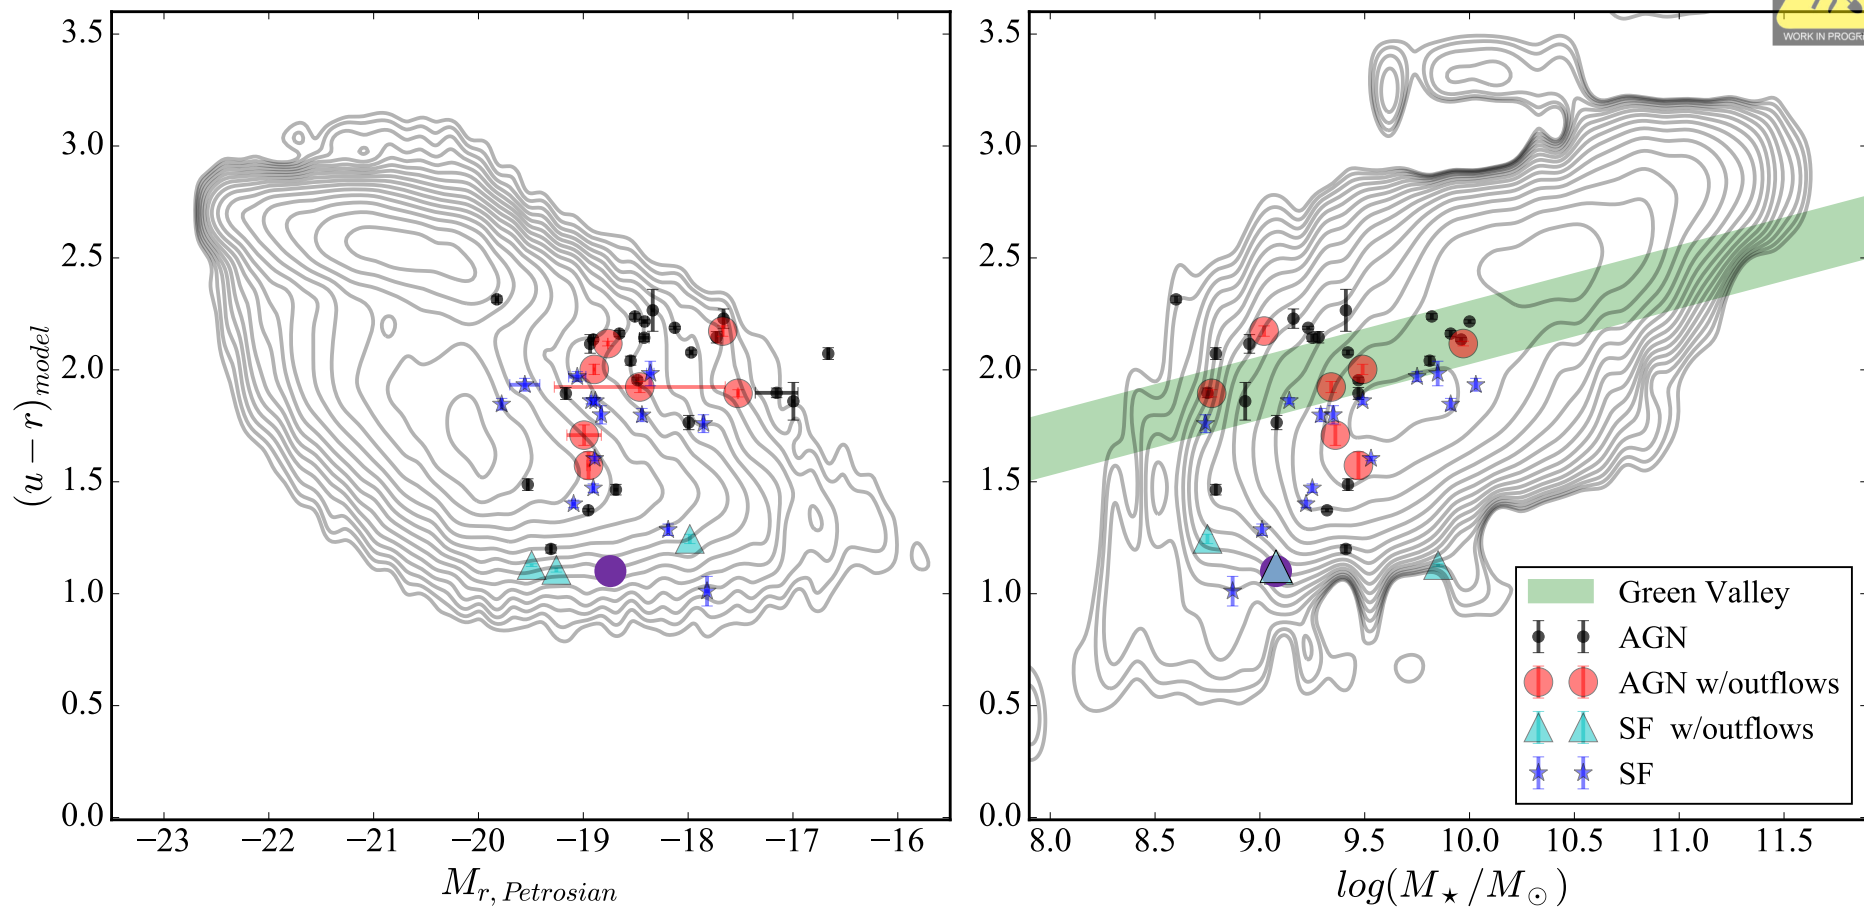 WORK IN PROGR
3.5
3.0
2.5
2.0
1.5
1.0
0.5
0.0
(u − r)model
−23 −22 −21 −20 −19 −18 −17 −16
Mr, Petrosian
3.5
3.0
2.5
2.0
1.5
1.0
0.5
0.0
8.0 8.5 9.0 9.5 10.0 10.5 11.0 11.5
log(M⋆/M⊙)
Green Valley
AGN
AGN w/outflows
SF w/outflows
SF